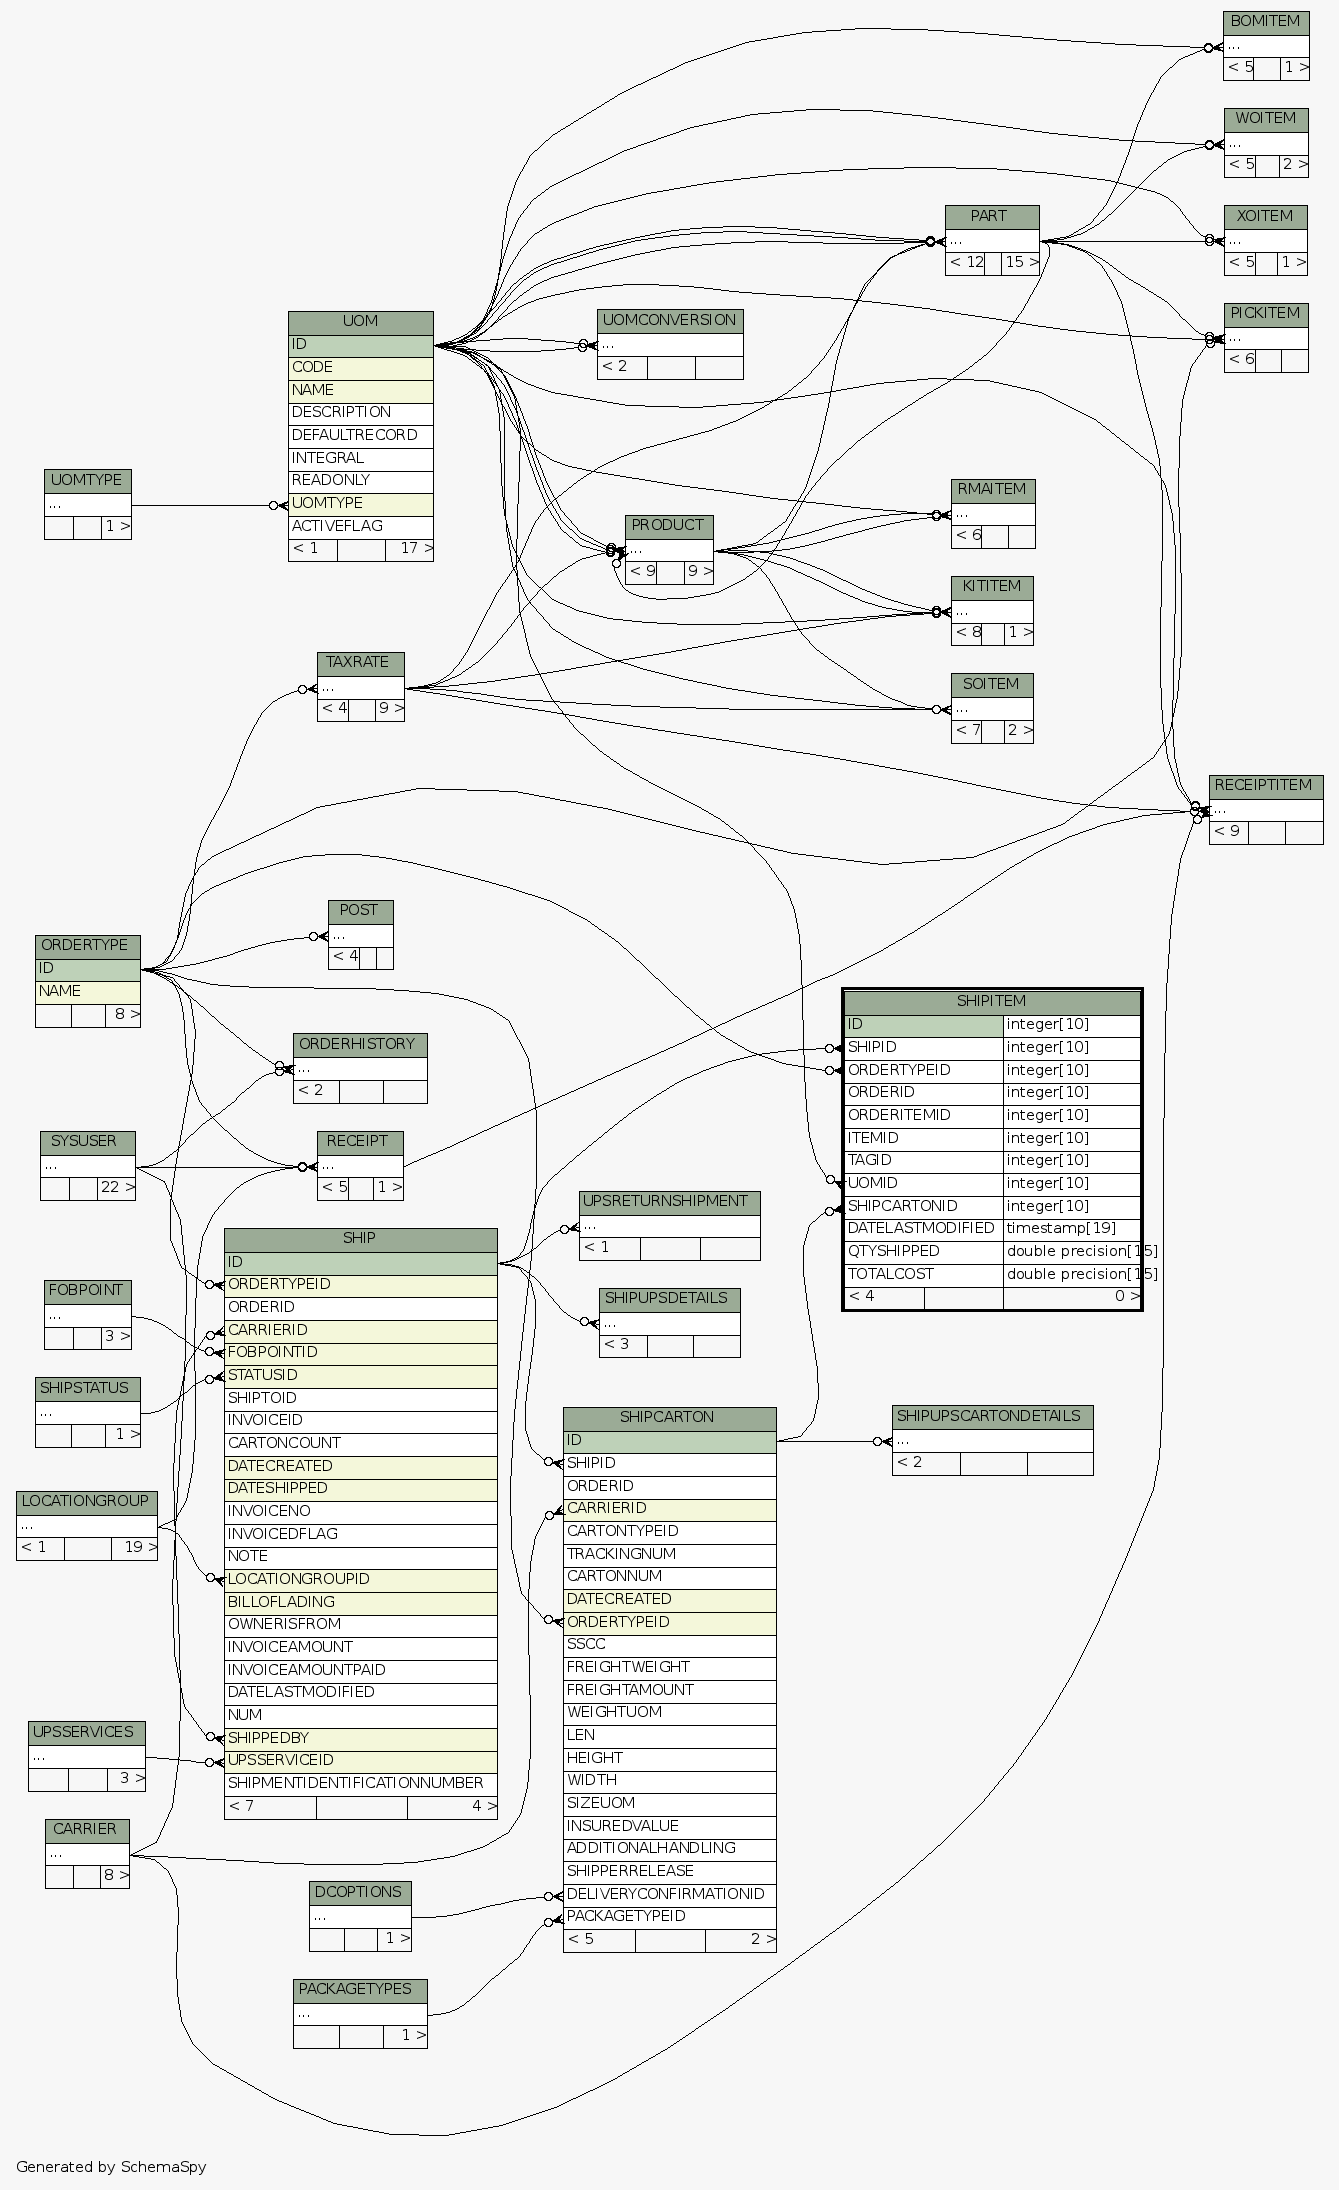 BOMITEM
...
< 5 1 >
WOITEM
...
< 5 2 >
PART
...
< 12 15 >
XOITEM
...
< 5 1 >
PICKITEM
...
< 6
UOM
ID
CODE
NAME
DESCRIPTION
DEFAULTRECORD
INTEGRAL
READONLY
UOMTYPE
ACTIVEFLAG
< 1 17 >
UOMCONVERSION
...
< 2
UOMTYPE
...
1 >
PRODUCT
...
< 9 9 >
RMAITEM
...
< 6
KITITEM
...
< 8 1 >
TAXRATE
...
< 4 9 >
SOITEM
...
< 7 2 >
RECEIPTITEM
...
< 9
POST
...
< 4
ORDERTYPE
ID
NAME
8 >
ORDERHISTORY
...
< 2
SHIPITEM
ID integer[10]
SHIPID integer[10]
ORDERTYPEID integer[10]
ORDERID integer[10]
ORDERITEMID integer[10]
ITEMID integer[10]
TAGID integer[10]
UOMID integer[10]
SHIPCARTONID integer[10]
DATELASTMODIFIED timestamp[19]
QTYSHIPPED double precision[15]
TOTALCOST double precision[15]
< 4 0 >
SYSUSER
...
22 >
RECEIPT
...
< 5 1 >
UPSRETURNSHIPMENT
...
< 1
SHIP
ID
ORDERTYPEID
ORDERID
CARRIERID
FOBPOINTID
STATUSID
SHIPTOID
INVOICEID
CARTONCOUNT
DATECREATED
DATESHIPPED
INVOICENO
INVOICEDFLAG
NOTE
LOCATIONGROUPID
BILLOFLADING
OWNERISFROM
INVOICEAMOUNT
INVOICEAMOUNTPAID
DATELASTMODIFIED
NUM
SHIPPEDBY
UPSSERVICEID
SHIPMENTIDENTIFICATIONNUMBER
< 7 4 >
FOBPOINT
...
3 >
SHIPUPSDETAILS
...
< 3
SHIPSTATUS
...
1 >
SHIPCARTON
ID
SHIPID
ORDERID
CARRIERID
CARTONTYPEID
TRACKINGNUM
CARTONNUM
DATECREATED
ORDERTYPEID
SSCC
FREIGHTWEIGHT
FREIGHTAMOUNT
WEIGHTUOM
LEN
HEIGHT
WIDTH
SIZEUOM
INSUREDVALUE
ADDITIONALHANDLING
SHIPPERRELEASE
DELIVERYCONFIRMATIONID
PACKAGETYPEID
< 5 2 >
SHIPUPSCARTONDETAILS
...
< 2
LOCATIONGROUP
...
< 1 19 >
UPSSERVICES
...
3 >
CARRIER
...
8 >
DCOPTIONS
...
1 >
PACKAGETYPES
...
1 >
Generated by SchemaSpy